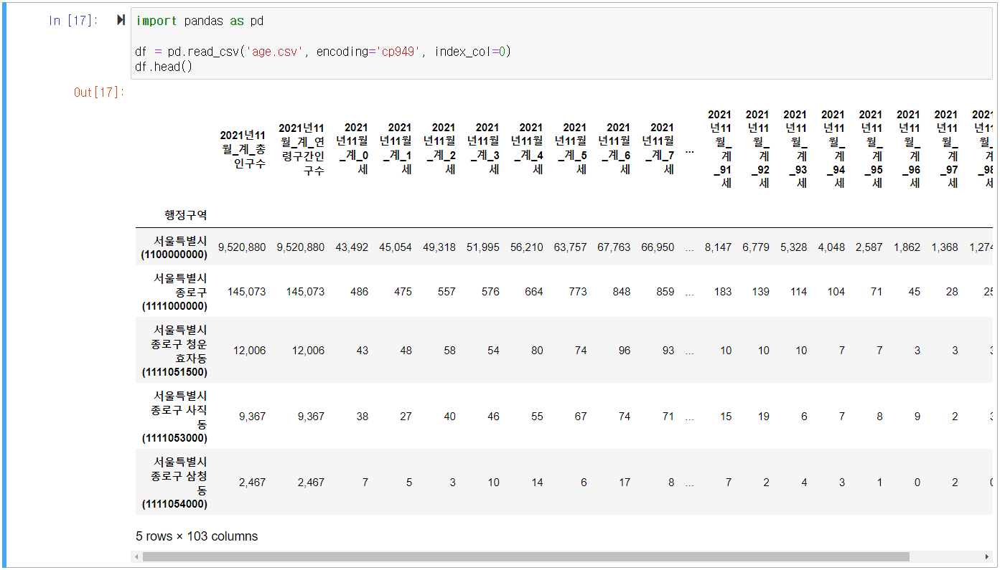 In [17]:
import pandas as pd
df = pd.read_csv('age.csv', encoding='cp949', index_col=0)
df.head()
Out[17]:
2021년11월_계_총인구수 2021년11월_계_연령구간인구수 2021년11월_계_0세 2021년11월_계_1세 2021년11월_계_2세 2021년11월_계_3세 2021년11월_계_4세 2021년11월_계_5세 2021년11월_계_6세 2021년11월_계_7세 ... 2021년11월_계_91세 2021년11월_계_92세 2021년11월_계_93세 2021년11월_계_94세 2021년11월_계_95세 2021년11월_계_96세 2021년11월_계_97세 2021년11월_계_98세
행정구역
서울특별시 (1100000000) 9,520,880 9,520,880 43,492 45,054 49,318 51,995 56,210 63,757 67,763 66,950 ... 8,147 6,779 5,328 4,048 2,587 1,862 1,368 1,274
서울특별시 종로구 (1111000000) 145,073 145,073 486 475 557 576 664 773 848 859 ... 183 139 114 104 71 45 28 25
서울특별시 종로구 청운효자동 (1111051500) 12,006 12,006 43 48 58 54 80 74 96 93 ... 10 10 10 7 7 3 3
서울특별시 종로구 사직동 (1111053000) 9,367 9,367 38 27 40 46 55 67 74 71 ... 15 19 6 7 8 9 2
서울특별시 종로구 삼청동 (1111054000) 2,467 2,467 7 5 3 10 14 6 17 8 ... 7 2 4 3 1 0 2
5 rows × 103 columns